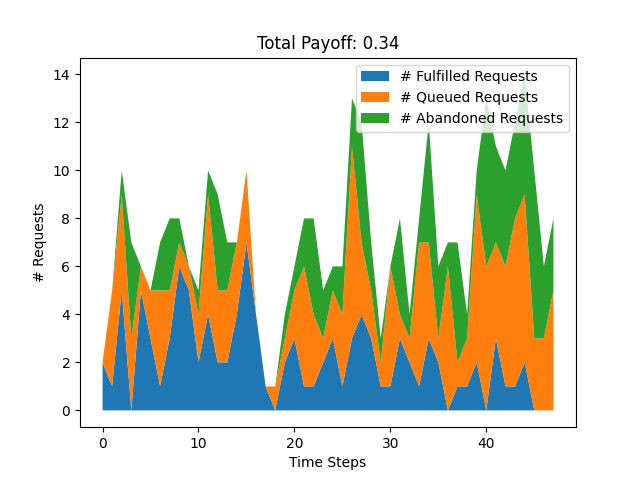 Total Payoff: 0.34
# Fulfilled Requests
# Queued Requests
# Abandoned Requests
14
12
10
8
6
4
2
0
# Requests
0
10
20
30
40
Time Steps